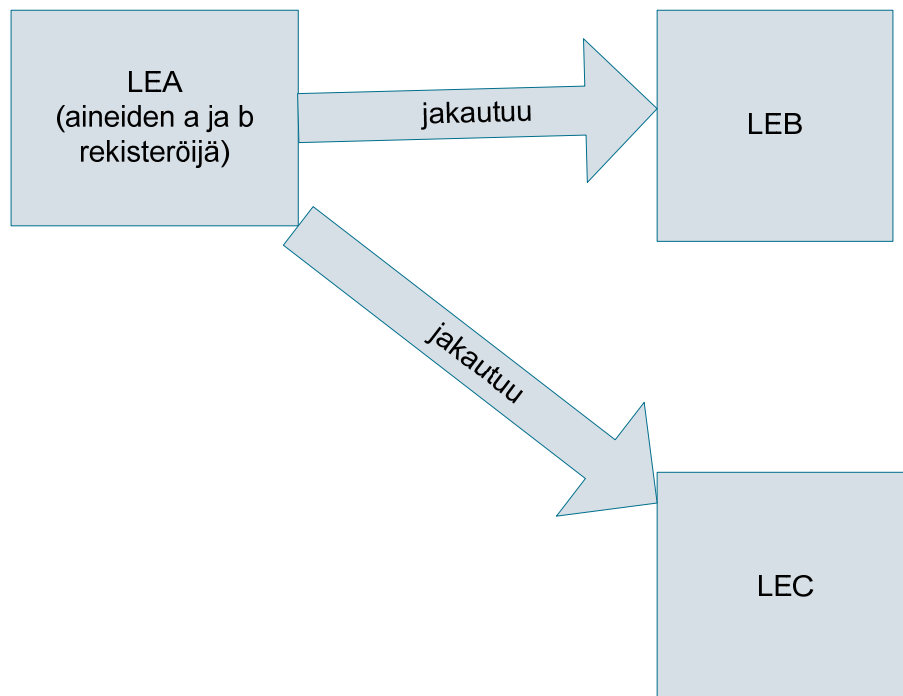 LEA
(aineiden a ja b
rekisteröijä)
jakautuu
LEB
jakautuu
LEC